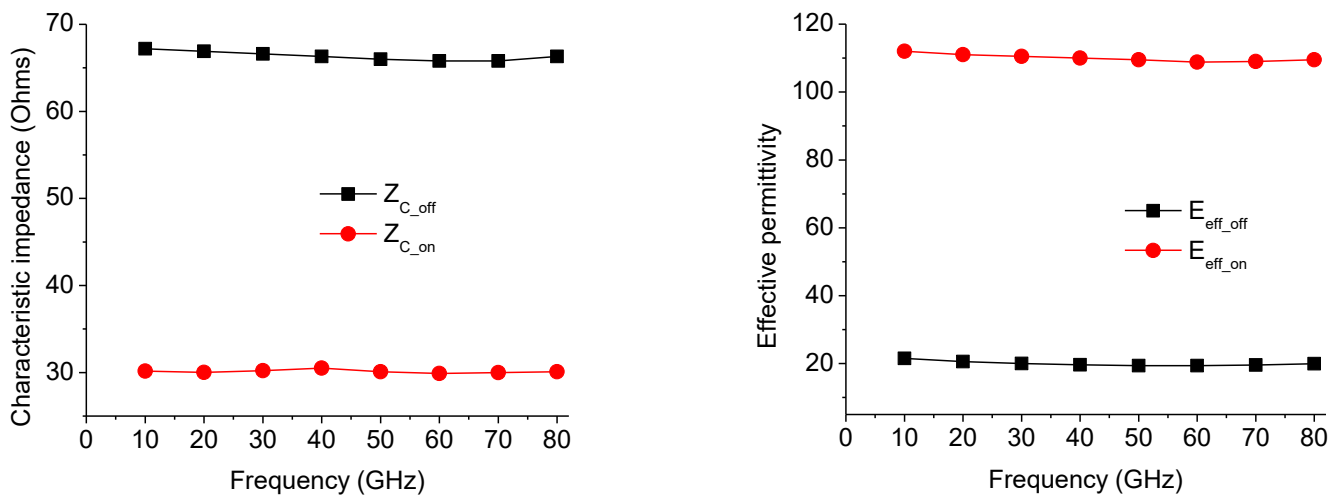 Characteristic impedance (Ohms)
70
60
50
40
30
Z_C_off
Z_C_on
0 10 20 30 40 50 60 70 80
Frequency (GHz)
Effective permittivity
120
100
80
60
40
20
E_eff_off
E_eff_on
0 10 20 30 40 50 60 70 80
Frequency (GHz)